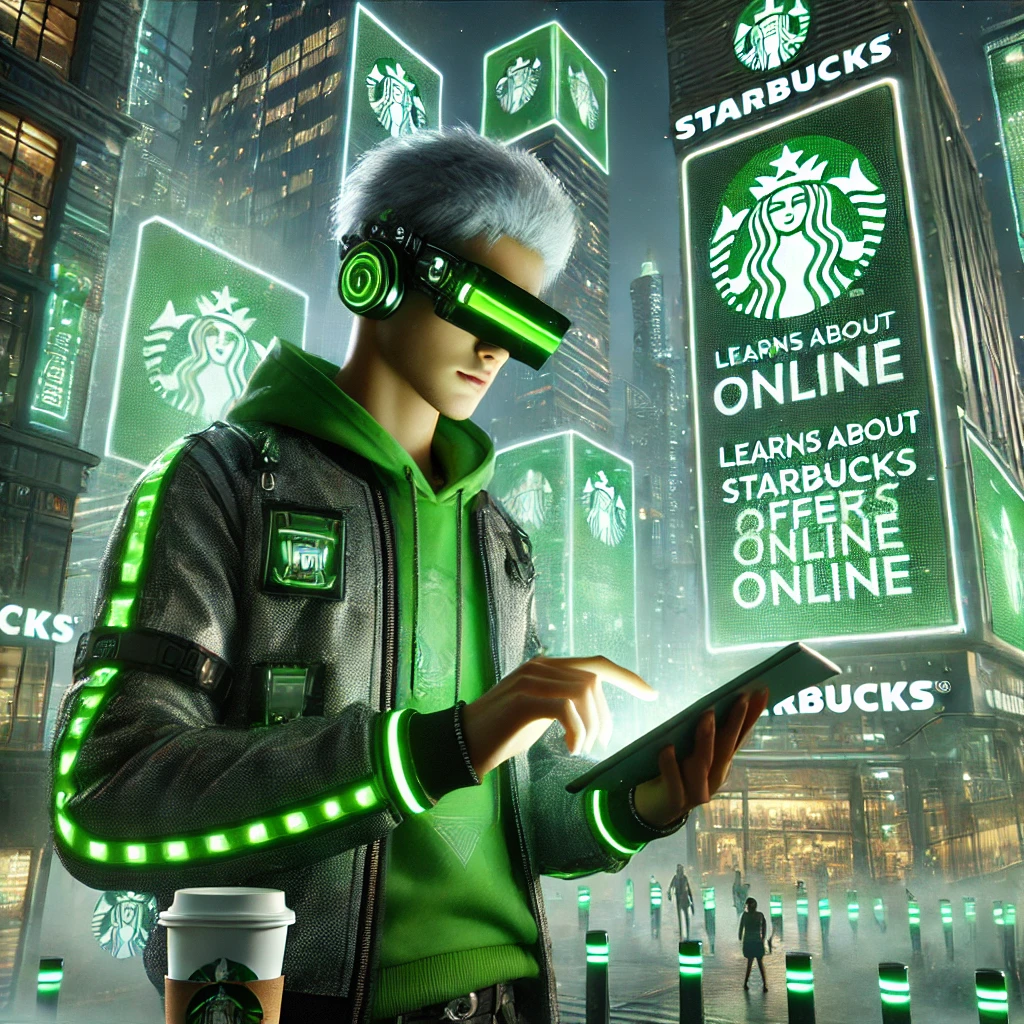 STARBUCKS
LEARNS ABOUT
ONLINE
LEARNS ABOUT
STARBUCKS
OFFERS
ONLINE
ONLINE
CKS
RBUCKS®